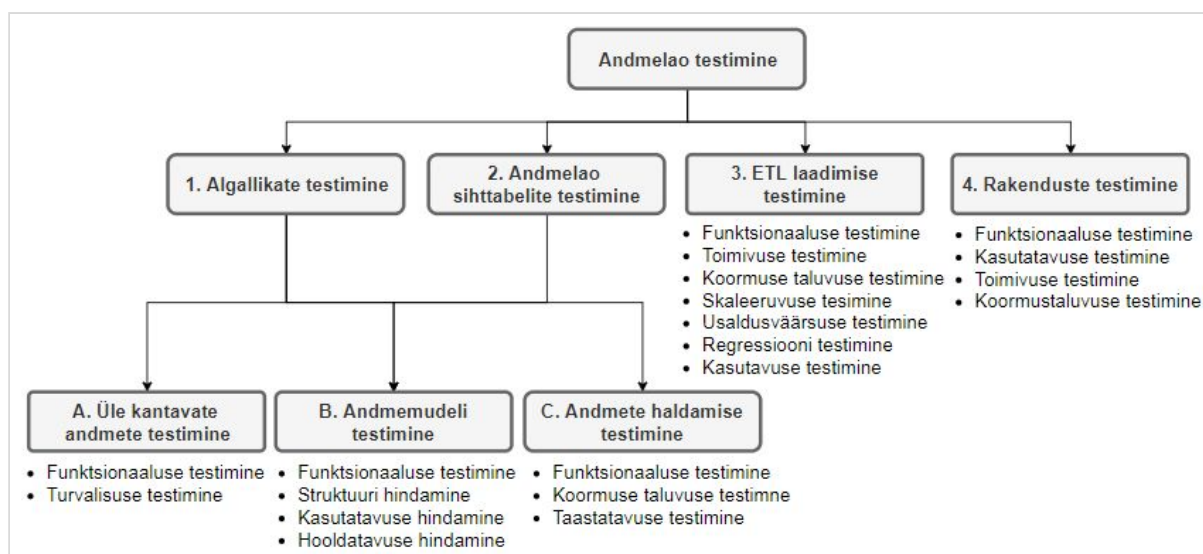 Andmelao testimine
1. Algallikate testimine
2. Andmelao
sihttabelite testimine
3. ETL laadimise
testimine
• Funktsionaaluse testimine
• Toimivuse testimine
• Koormuse taluvuse testimine
• Skaleeruvuse tesimine
• Usaldusväärsuse testimine
• Regressiooni testimine
• Kasutavuse testimine
4. Rakenduste testimine
• Funktsionaaluse testimine
• Kasutatavuse testimine
• Toimivuse testimine
• Koormustaluvuse testimine
A. Üle kantavate
andmete testimine
• Funktsionaaluse testimine
• Turvalisuse testimine
B. Andmemudeli
testimine
• Funktsionaaluse testimine
• Struktuuri hindamine
• Kasutatavuse hindamine
• Hooldatavuse hindamine
C. Andmete haldamise
testimine
• Funktsionaaluse testimine
• Koormuse taluvuse testimne
• Taastatavuse testimine